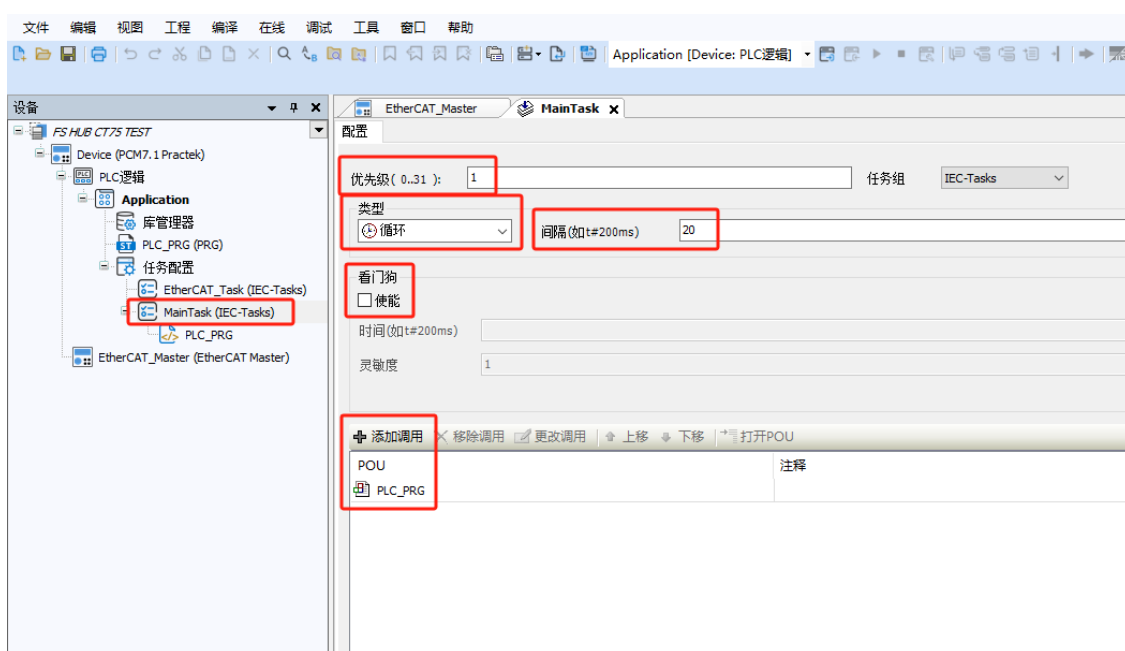 文件 编辑 视图 工程 编译 在线 调试 工具 窗口 帮助
Application [Device: PLC逻辑]
设备
EtherCAT_Master MainTask
FS HUB CT75 TEST
配置
Device (PCM7.1 Practek)
PLC逻辑
优先级( 0..31 ): 1 任务组 IEC-Tasks
Application
类型
库管理器
循环 间隔(如t#200ms) 20
PLC_PRG (PRG)
任务配置
看门狗
EtherCAT_Task (IEC-Tasks)
使能
MainTask (IEC-Tasks)
时间(如t#200ms)
PLC_PRG
EtherCAT_Master (EtherCAT Master)
灵敏度 1
添加调用 移除调用 更改调用 上移 下移 打开POU
POU 注释
PLC_PRG